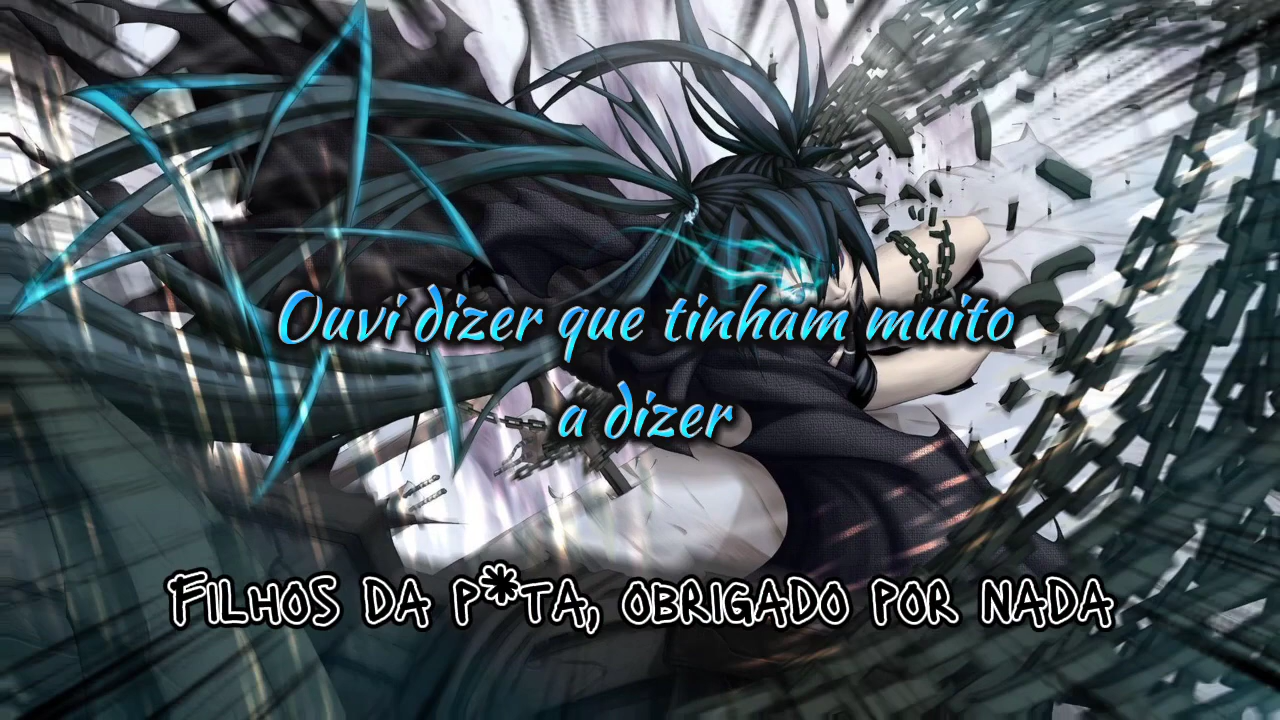 Ouvi dizer que tinham muito
a dizer
Filhos da p*ta, obrigado por nada